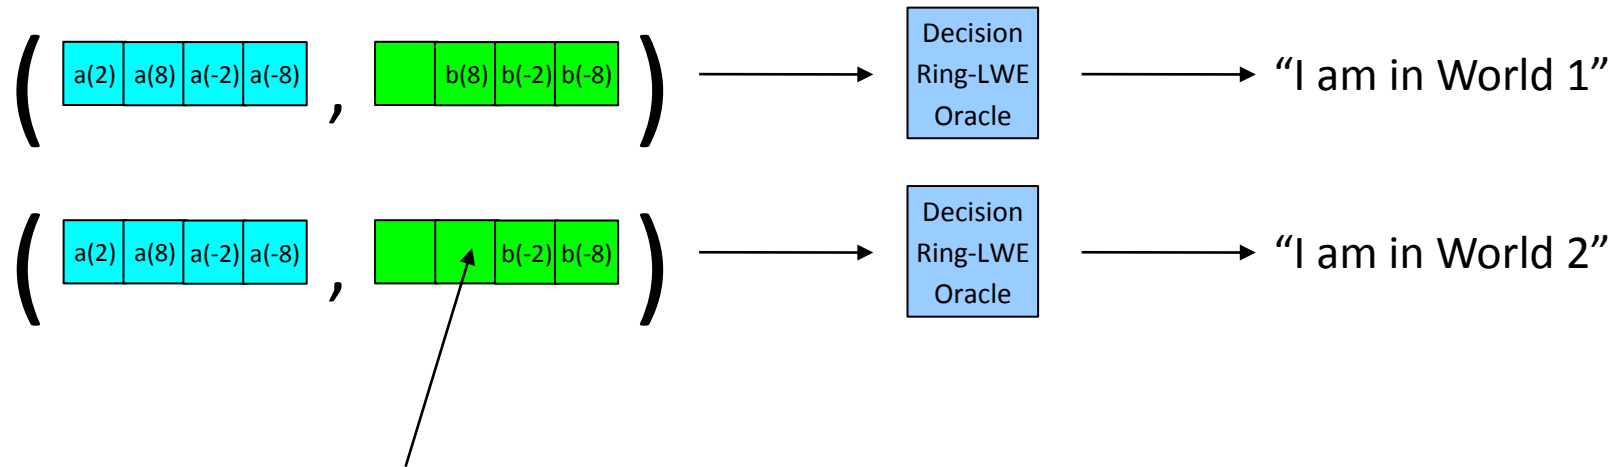 ( a(2) a(8) a(-2) a(-8) , b(8) b(-2) b(-8) )
Decision
Ring-LWE
Oracle
“I am in World 1”
( a(2) a(8) a(-2) a(-8) , b(-2) b(-8) )
Decision
Ring-LWE
Oracle
“I am in World 2”